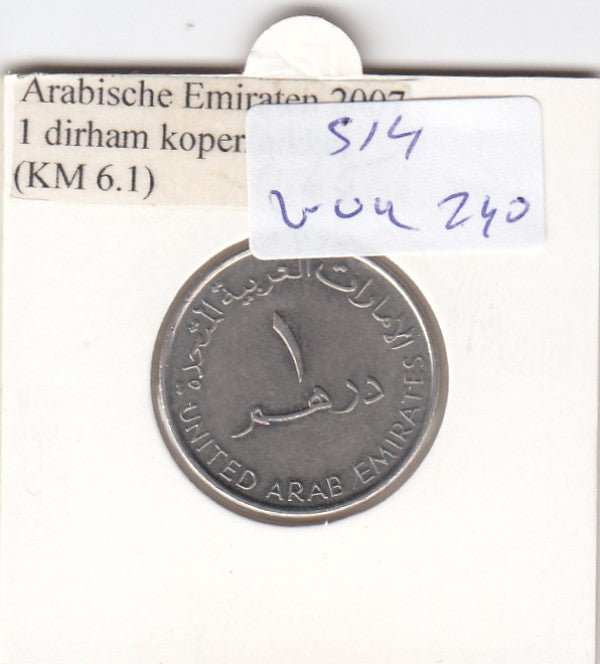 Arabische Emiraten 2007
1 dirham koper
(KM 6.1)
514
240
الامارات العربية المتحدة
١
درهم
UNITED ARAB EMIRATES